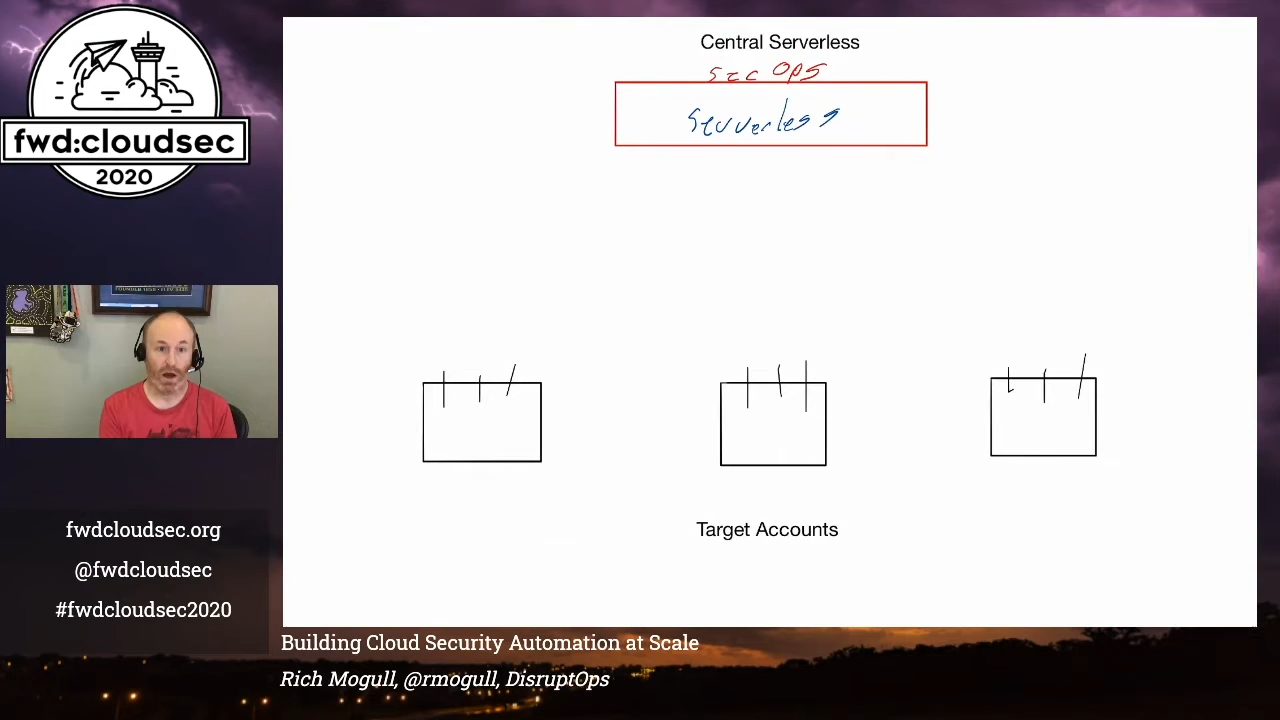 fwd:cloudsec
2020
Central Serverless
sec ops
Serverless
Target Accounts
fwdcloudsec.org
@fwdcloudsec
#fwdcloudsec2020
Building Cloud Security Automation at Scale
Rich Mogull, @rmogull, DisruptOps